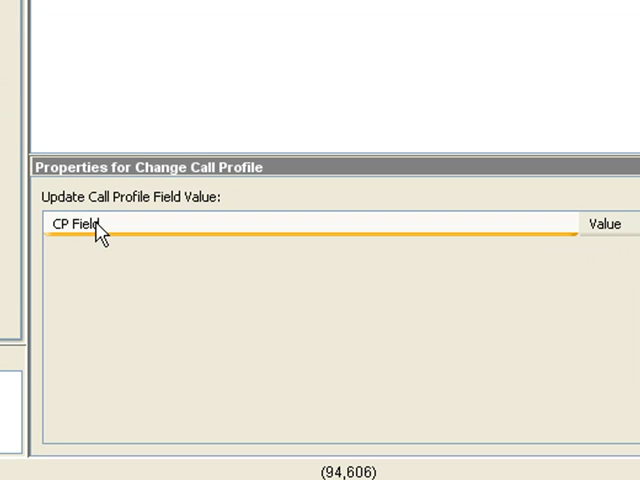 Properties for Change Call Profile
Update Call Profile Field Value:
CP Field Value
(94,606)